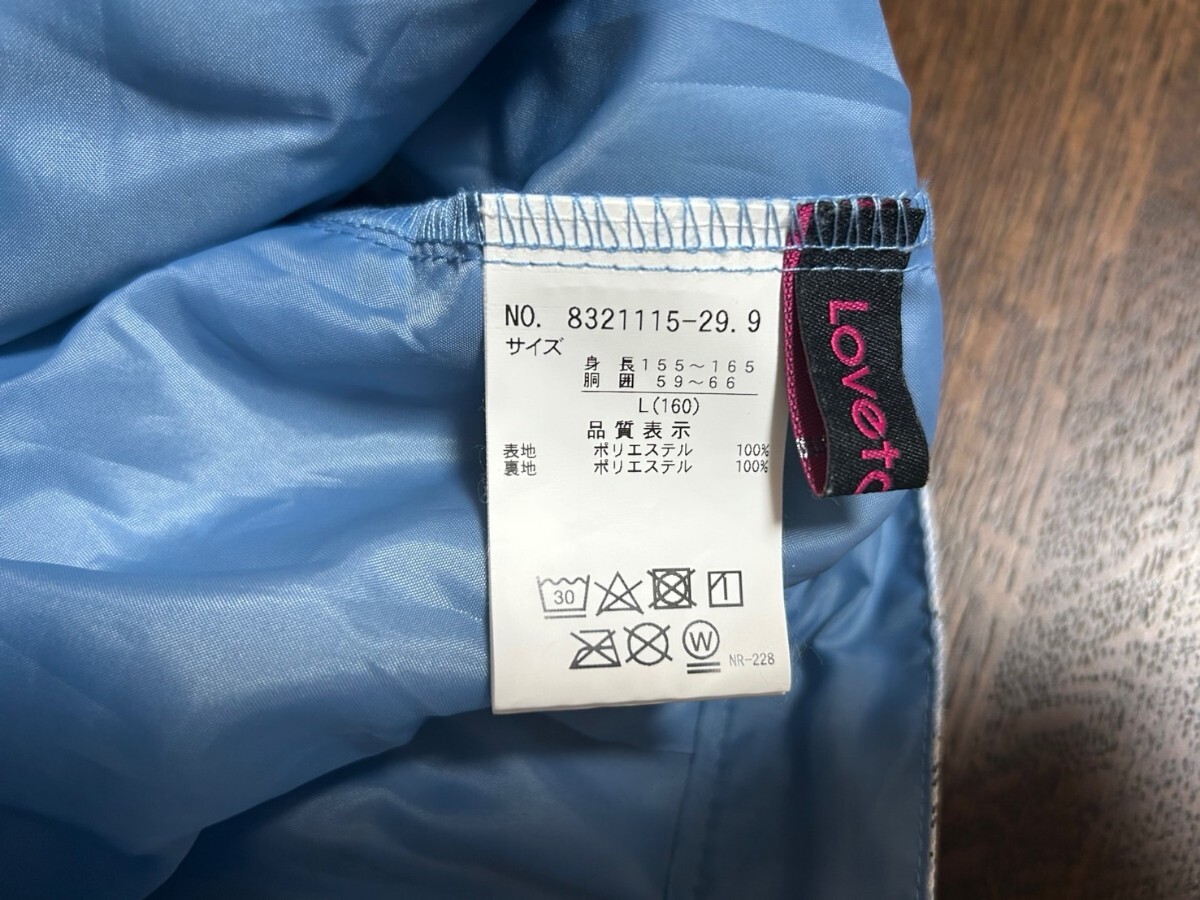 NO. 8321115-29.9
サイズ
身 長 155～165
胴 囲 59～66
L(160)
品質表示
表地 ポリエステル 100%
裏地 ポリエステル 100%
30
1
W
NR-228